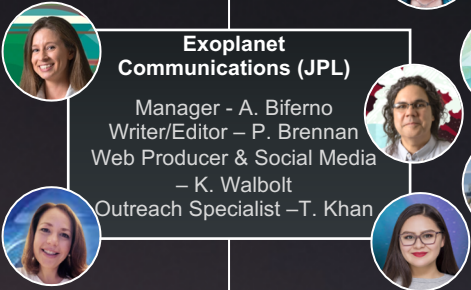 Exoplanet
Communications (JPL)
Manager - A. Biferno
Writer/Editor – P. Brennan
Web Producer & Social Media
– K. Walbolt
Outreach Specialist –T. Khan